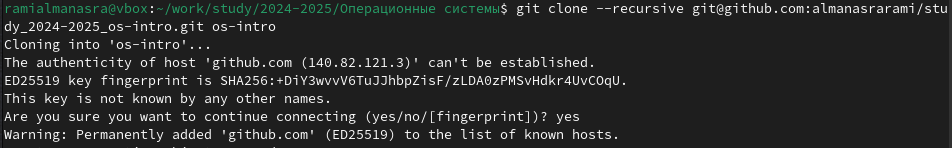 ramialmanasra@vbox:~/work/study/2024-2025/Операционные системы$ git clone --recursive git@github.com:almanasrarami/stu
dy_2024-2025_os-intro.git os-intro
Cloning into 'os-intro'...
The authenticity of host 'github.com (140.82.121.3)' can't be established.
ED25519 key fingerprint is SHA256:+DiY3wvvV6TuJJhbpZisF/zLDA0zPMSvHdkr4UvCOqU.
This key is not known by any other names.
Are you sure you want to continue connecting (yes/no/[fingerprint])? yes
Warning: Permanently added 'github.com' (ED25519) to the list of known hosts.